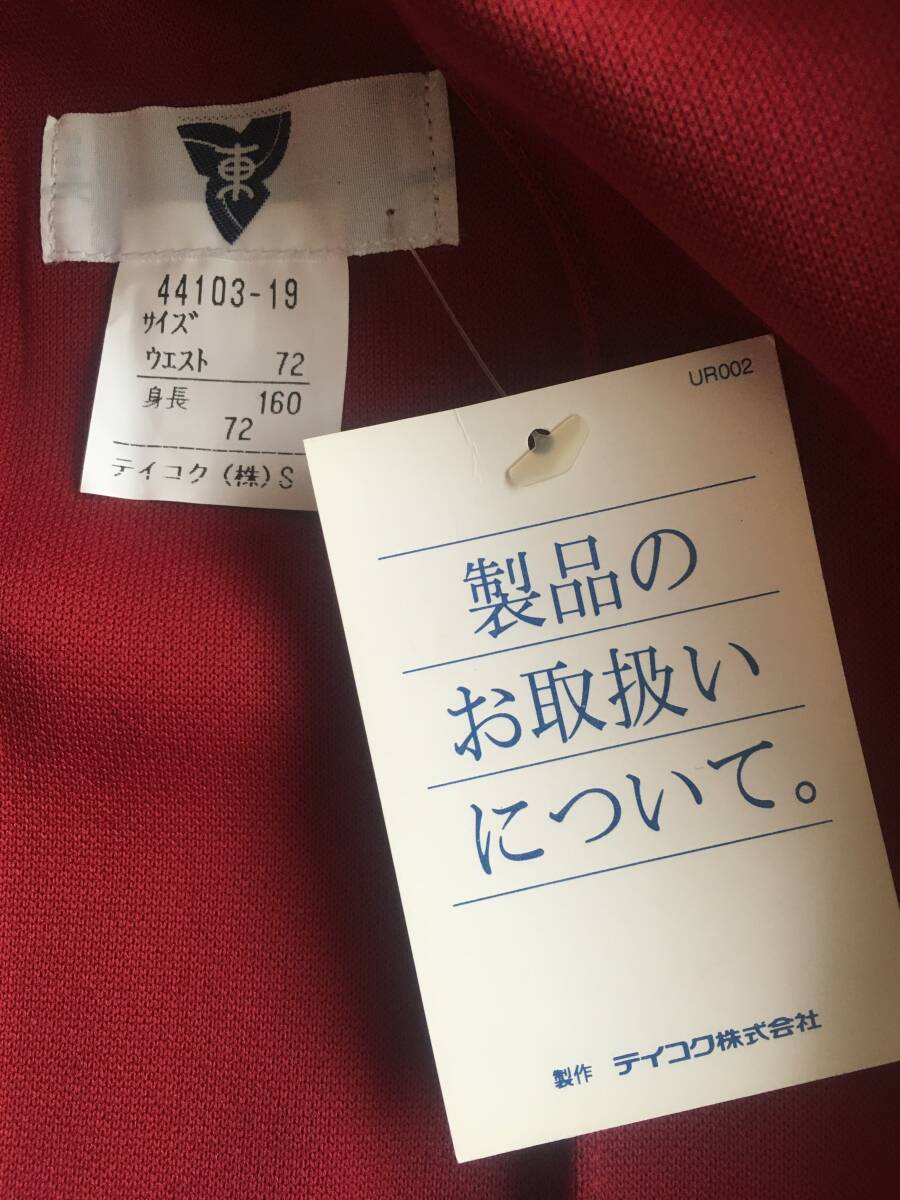 東
44103-19
サイズ
ウエスト 72
身長 160
72
テイコク(株)S
UR002
製品の
お取扱い
について。
製作 テイコク株式会社